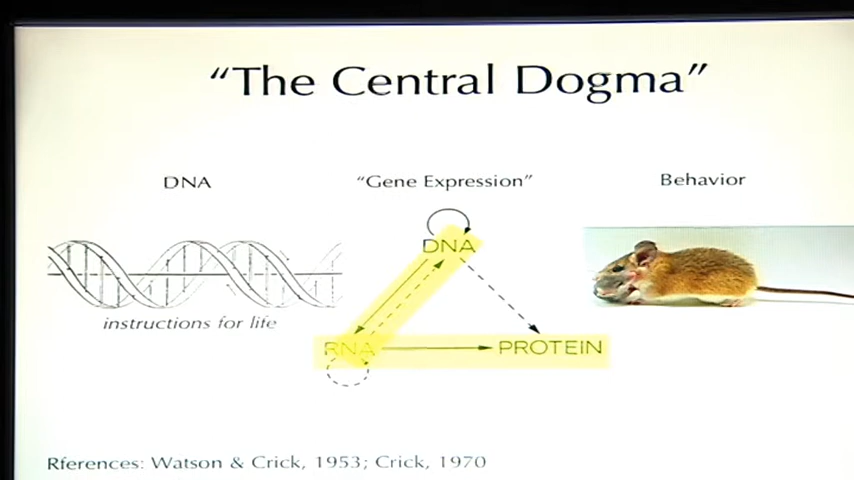 “The Central Dogma”
DNA
“Gene Expression”
Behavior
DNA
instructions for life
RNA
PROTEIN
Rferences: Watson & Crick, 1953; Crick, 1970